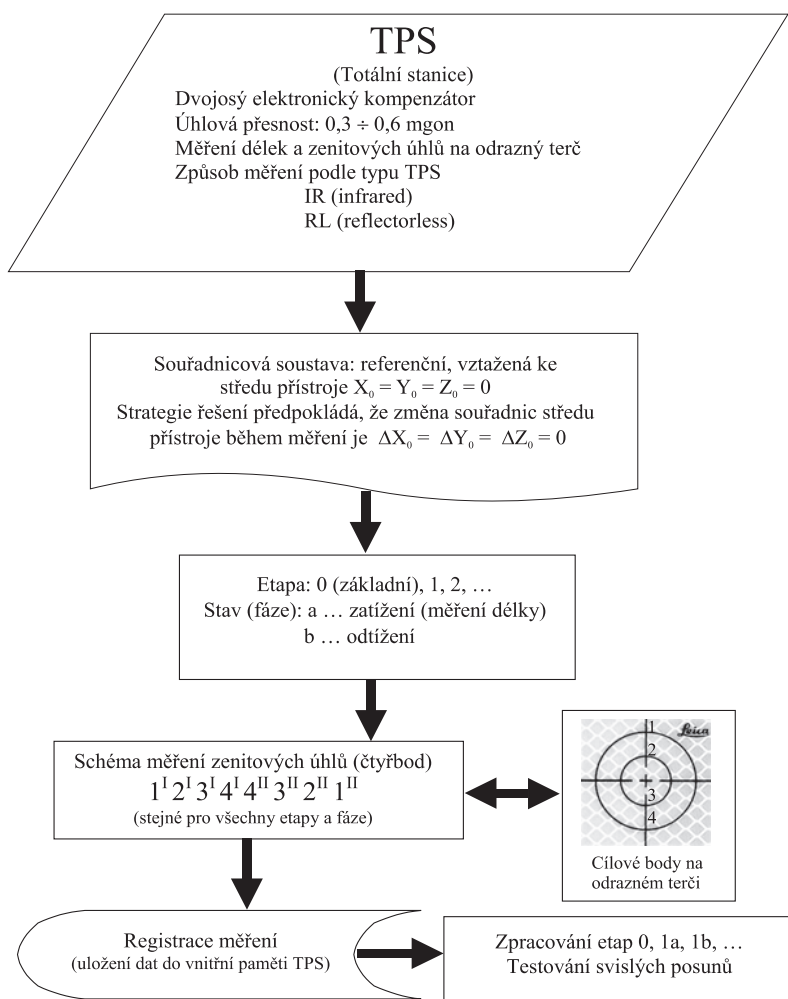 TPS
(Totální stanice)
Dvojosý elektronický kompenzátor
Úhlová přesnost: 0,3 ÷ 0,6 mgon
Měření délek a zenitových úhlů na odrazný terč
Způsob měření podle typu TPS
IR (infrared)
RL (reflectorless)
Souřadnicová soustava: referenční, vztažená ke
středu přístroje X₀ = Y₀ = Z₀ = 0
Strategie řešení předpokládá, že změna souřadnic středu
přístroje během měření je ΔX₀ = ΔY₀ = ΔZ₀ = 0
Etapa: 0 (základní), 1, 2, …
Stav (fáze): a … zatížení (měření délky)
b … odtížení
Schéma měření zenitových úhlů (čtyřbod)
1ᴵ 2ᴵ 3ᴵ 4ᴵ 4ᴵᴵ 3ᴵᴵ 2ᴵᴵ 1ᴵᴵ
(stejné pro všechny etapy a fáze)
1
Leica
2
3
4
Cílové body na
odrazném terči
Registrace měření
(uložení dat do vnitřní paměti TPS)
Zpracování etap 0, 1a, 1b, …
Testování svislých posunů